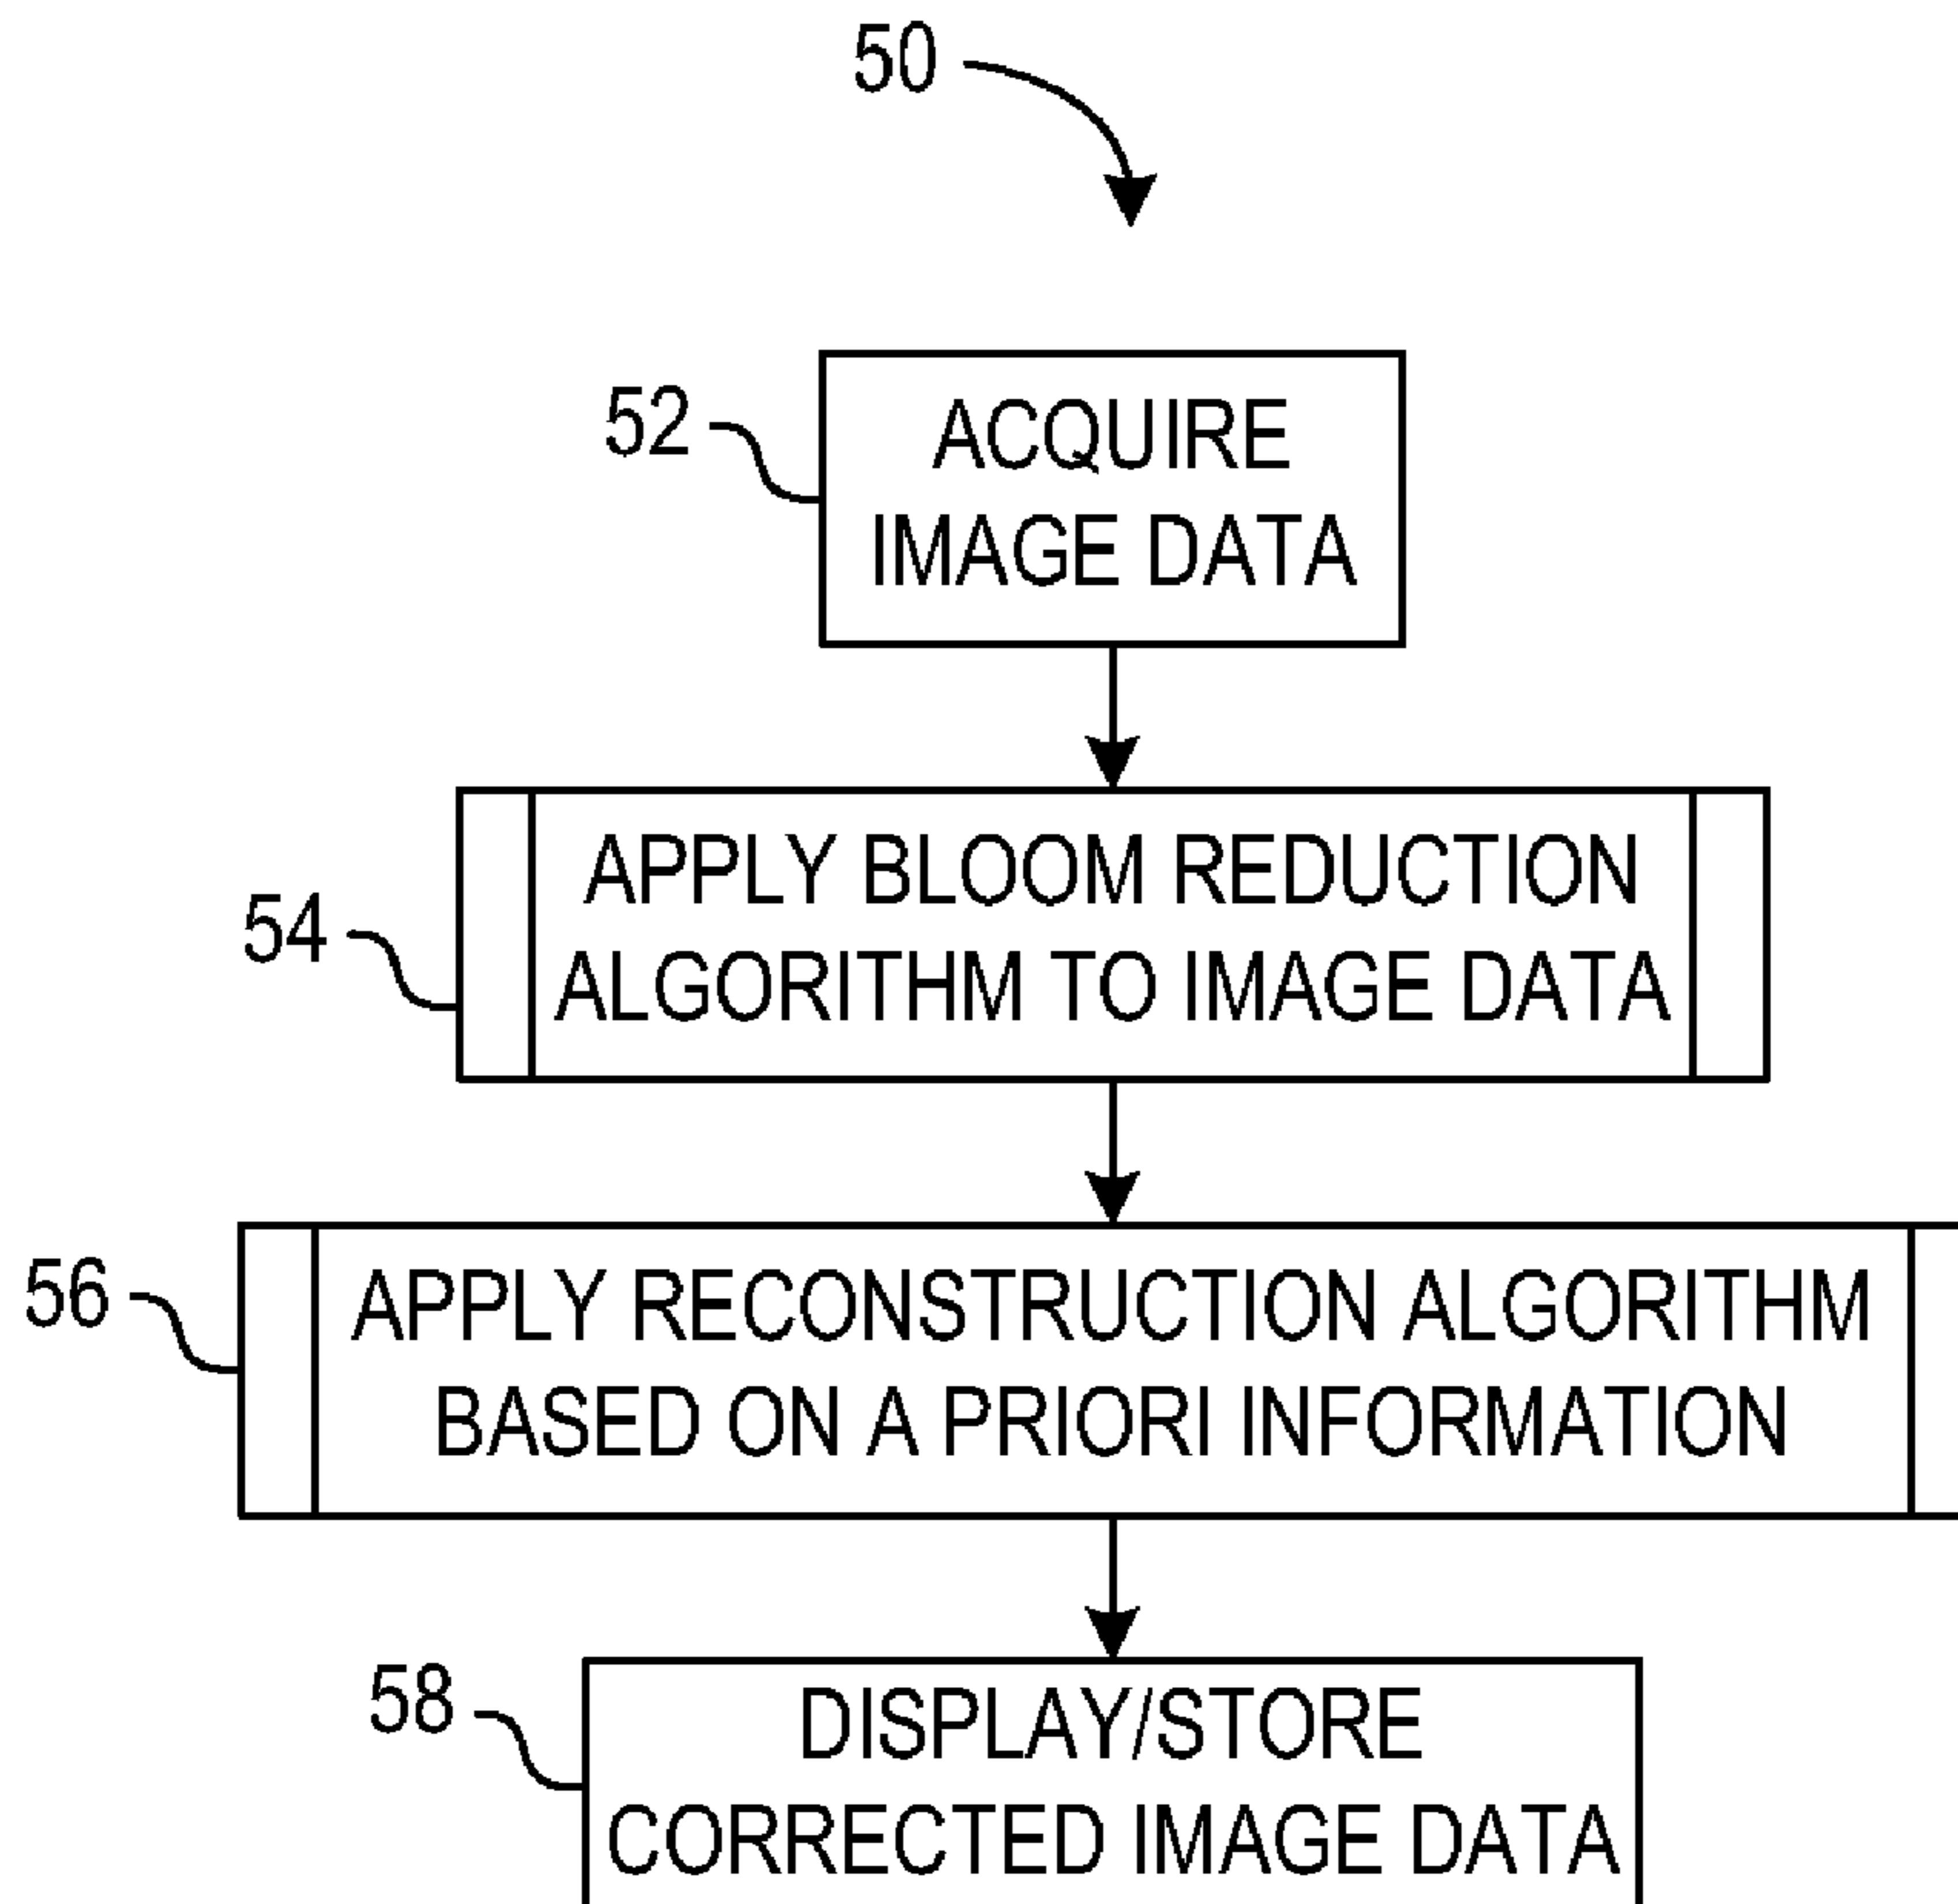 50
52
ACQUIRE
IMAGE DATA
54
APPLY BLOOM REDUCTION
ALGORITHM TO IMAGE DATA
56
APPLY RECONSTRUCTION ALGORITHM
BASED ON A PRIORI INFORMATION
58
DISPLAY/STORE
CORRECTED IMAGE DATA